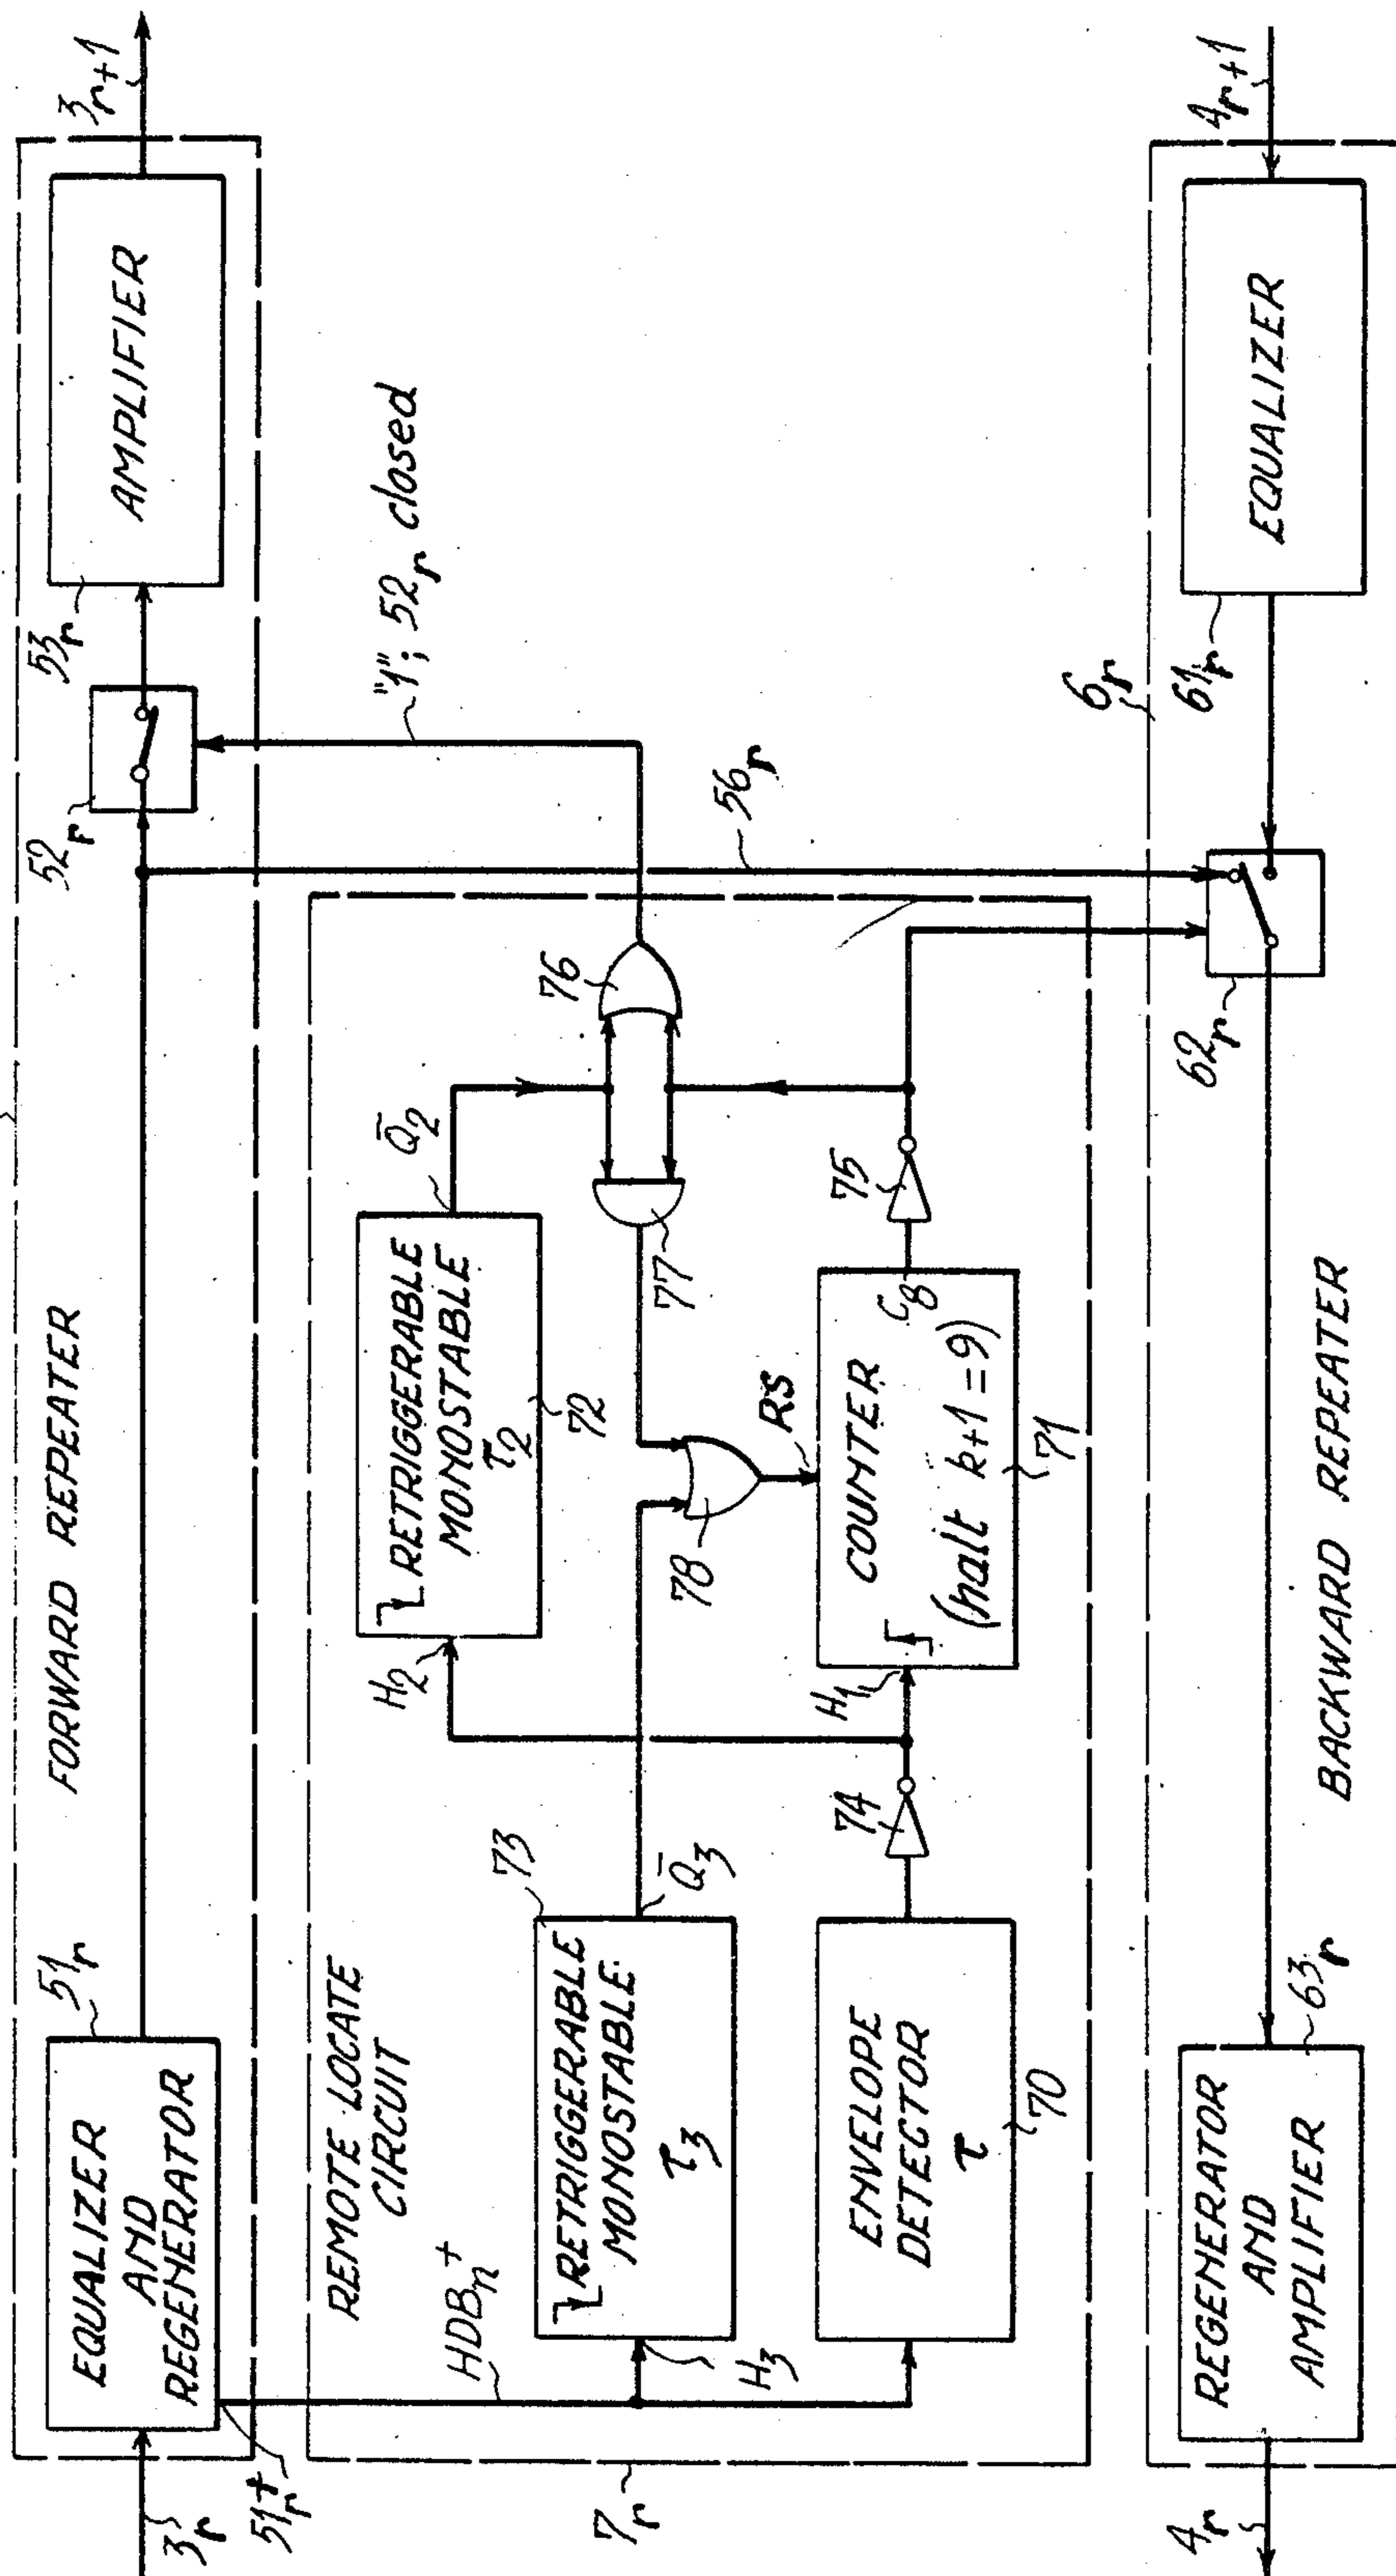 FORWARD REPEATER
3r
51r
EQUALIZER
AND
REGENERATOR
51r+
52r
53r
AMPLIFIER
3r+1
"1"; 52r closed
56r
REMOTE LOCATE
CIRCUIT
HDBn+
7r
73
RETRIGGERABLE
MONOSTABLE
τ3
H3
Q̄3
ENVELOPE
DETECTOR
τ
70
74
H2
RETRIGGERABLE
MONOSTABLE
τ2
72
Q̄2
76
77
78
RS
H1
COUNTER
(halt k+1=9)
C8
71
75
6r
BACKWARD REPEATER
4r
REGENERATOR
AND
AMPLIFIER
63r
62r
61r
EQUALIZER
4r+1